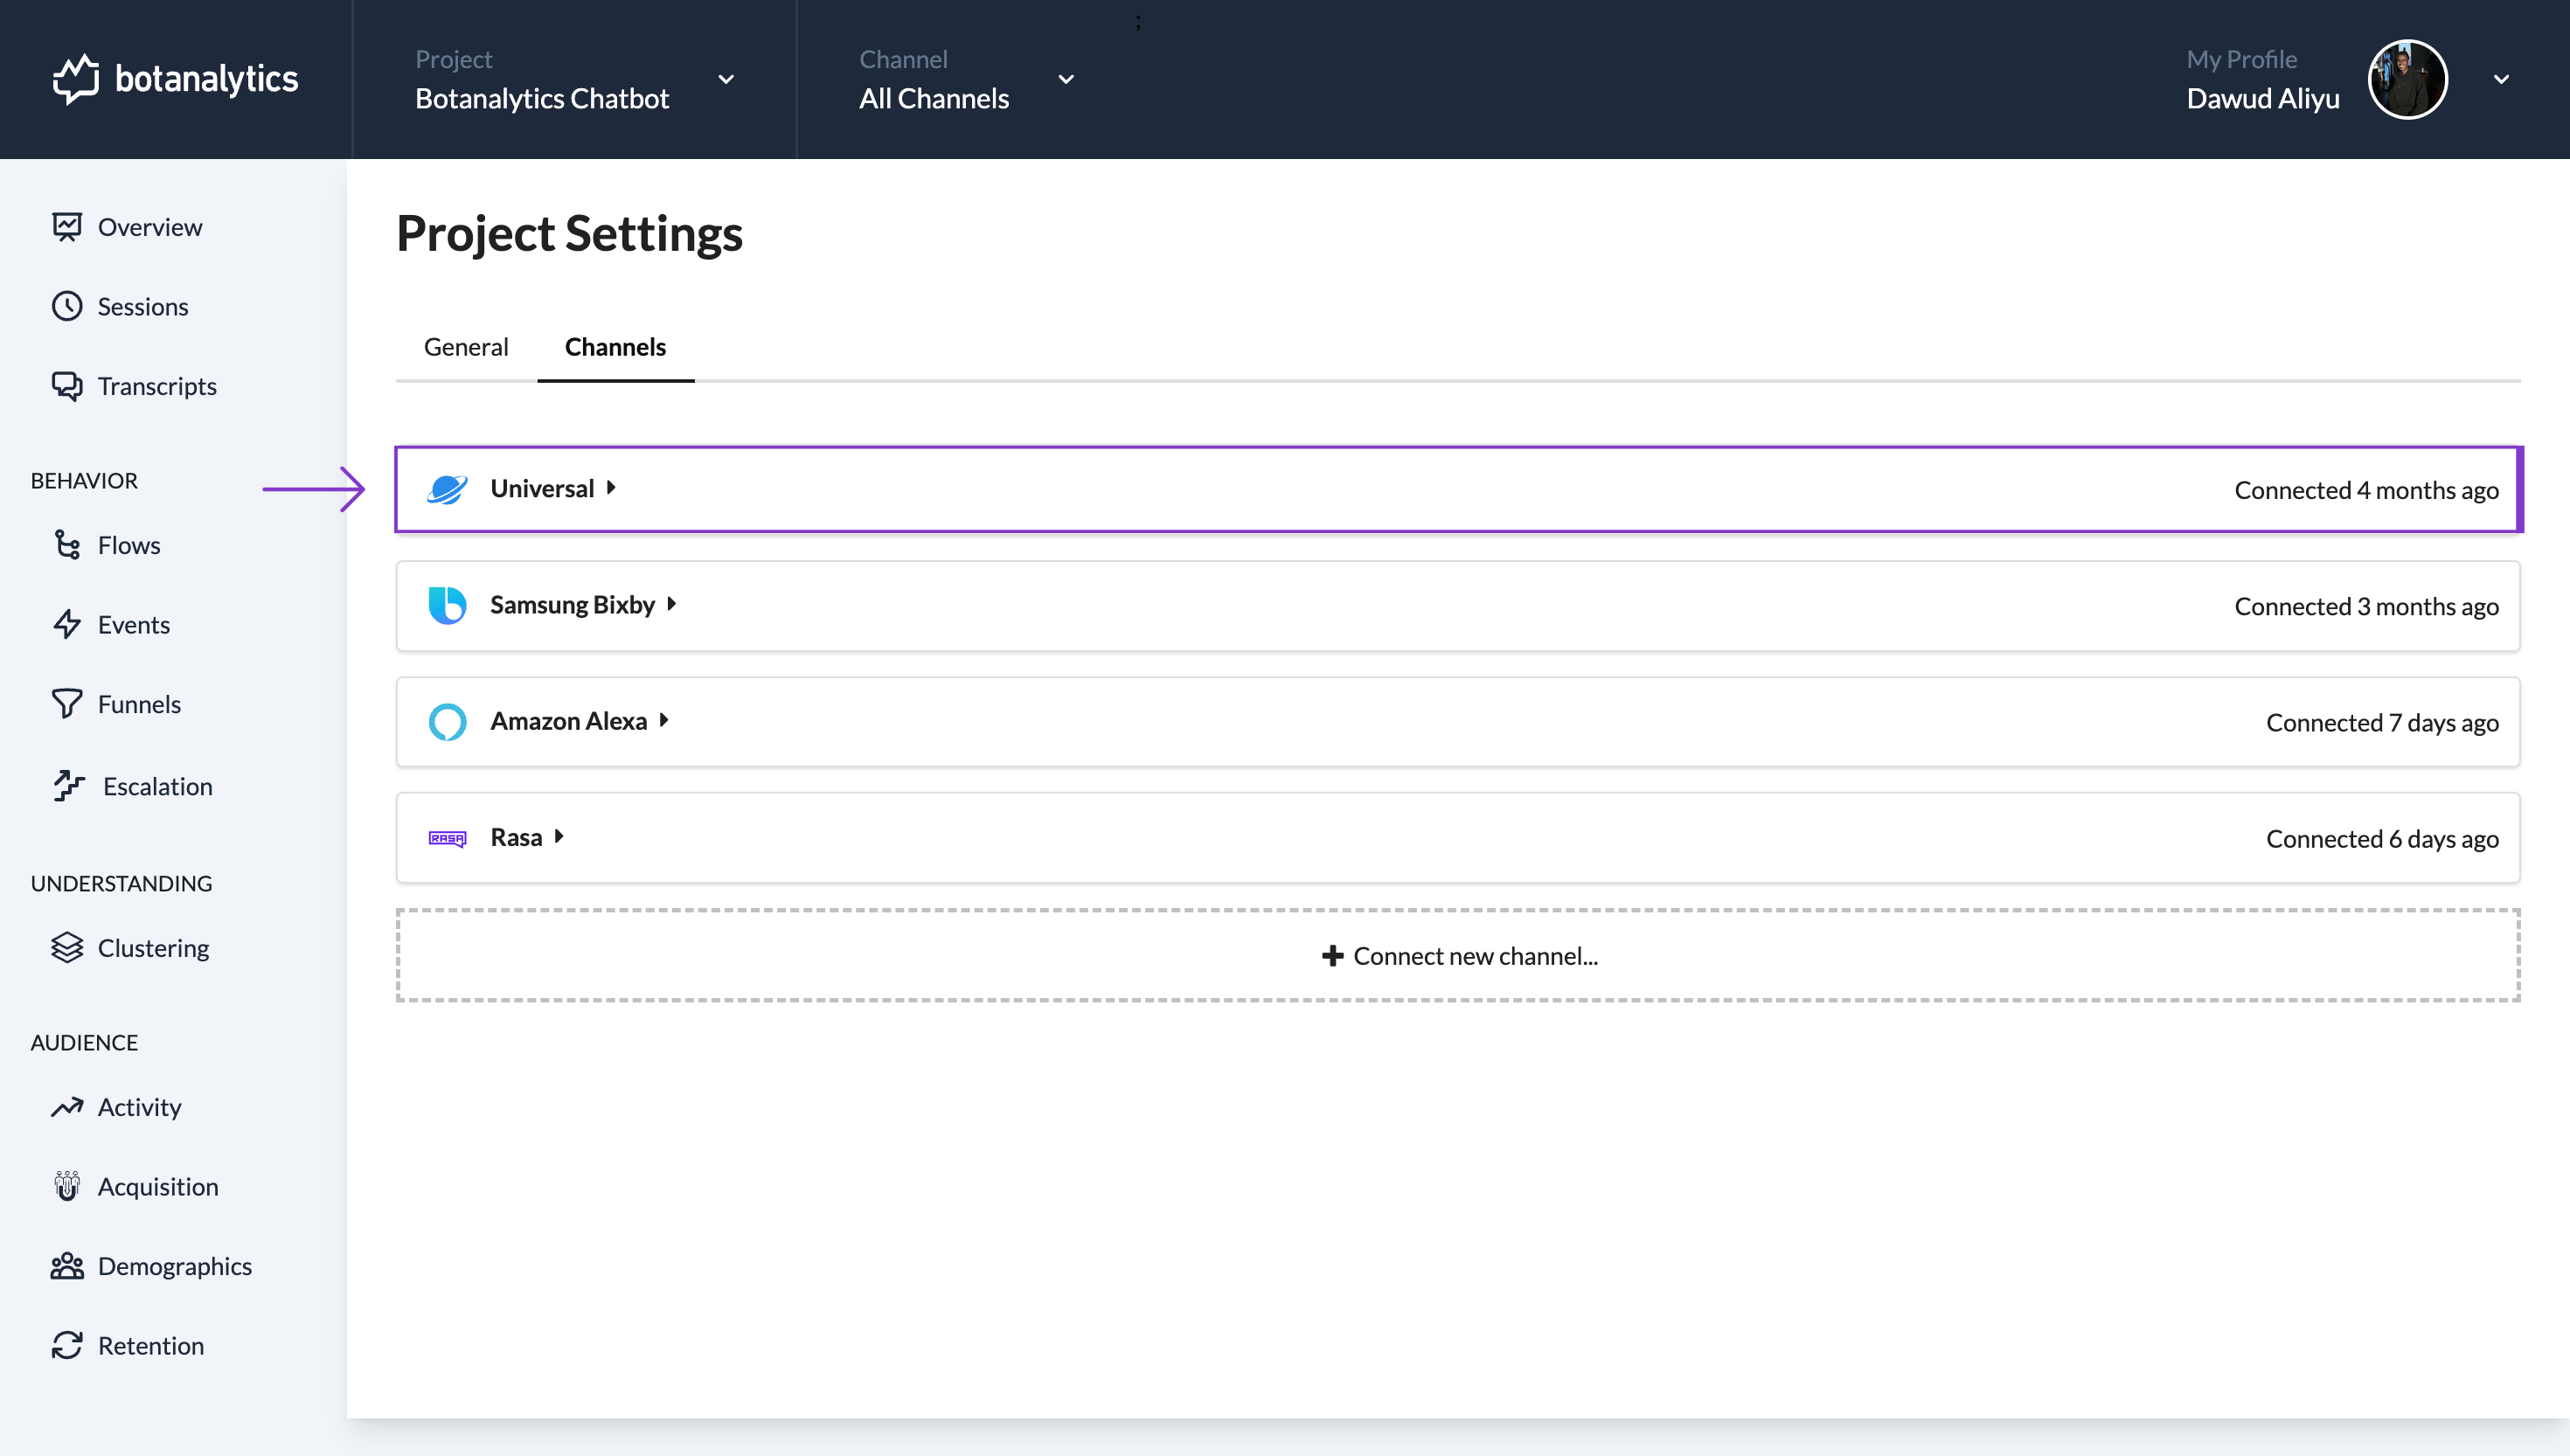 botanalytics
Project
Botanalytics Chatbot
Channel
All Channels
;
My Profile
Dawud Aliyu
Overview
Sessions
Transcripts
BEHAVIOR
Flows
Events
Funnels
Escalation
UNDERSTANDING
Clustering
AUDIENCE
Activity
Acquisition
Demographics
Retention
Project Settings
General
Channels
Universal
Connected 4 months ago
Samsung Bixby
Connected 3 months ago
Amazon Alexa
Connected 7 days ago
RASA
Rasa
Connected 6 days ago
Connect new channel...